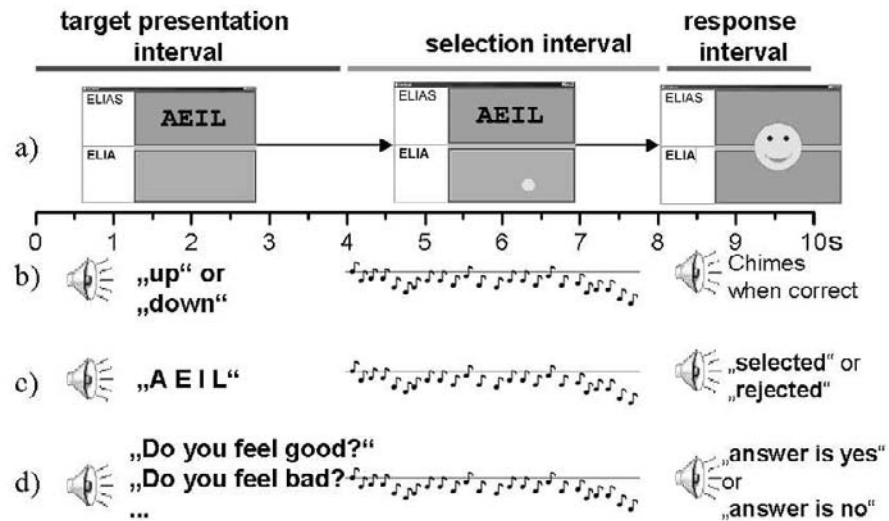 target presentation
interval
selection interval
response
interval
a)
ELIAS
AEIL
ELIA
ELIAS
AEIL
ELIA
ELIAS
ELIA
0 1 2 3 4 5 6 7 8 9 10s
b)
„up“ or
„down“
Chimes
when correct
c)
„A E I L“
„selected“ or
„rejected“
d)
„Do you feel good?“
„Do you feel bad?
...
„answer is yes“
or
„answer is no“